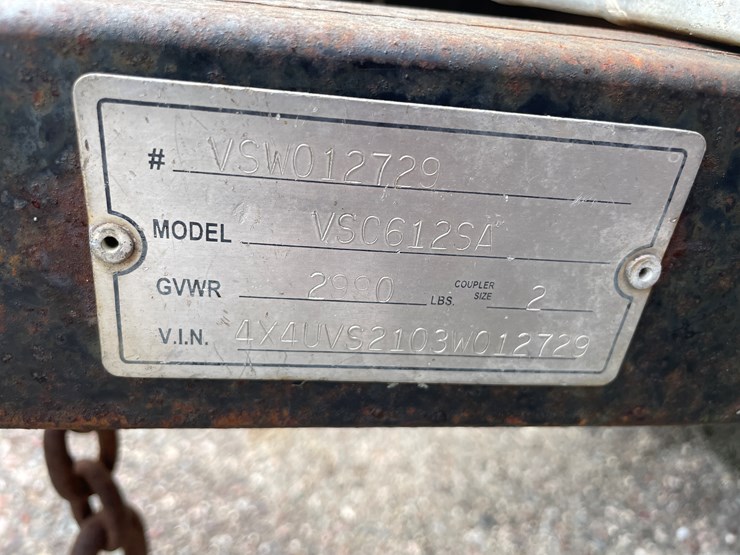 # VSW012729
MODEL VSC612SA
GVWR 2990 LBS. COUPLER SIZE 2
V.I.N. 4X4UVS2103W012729